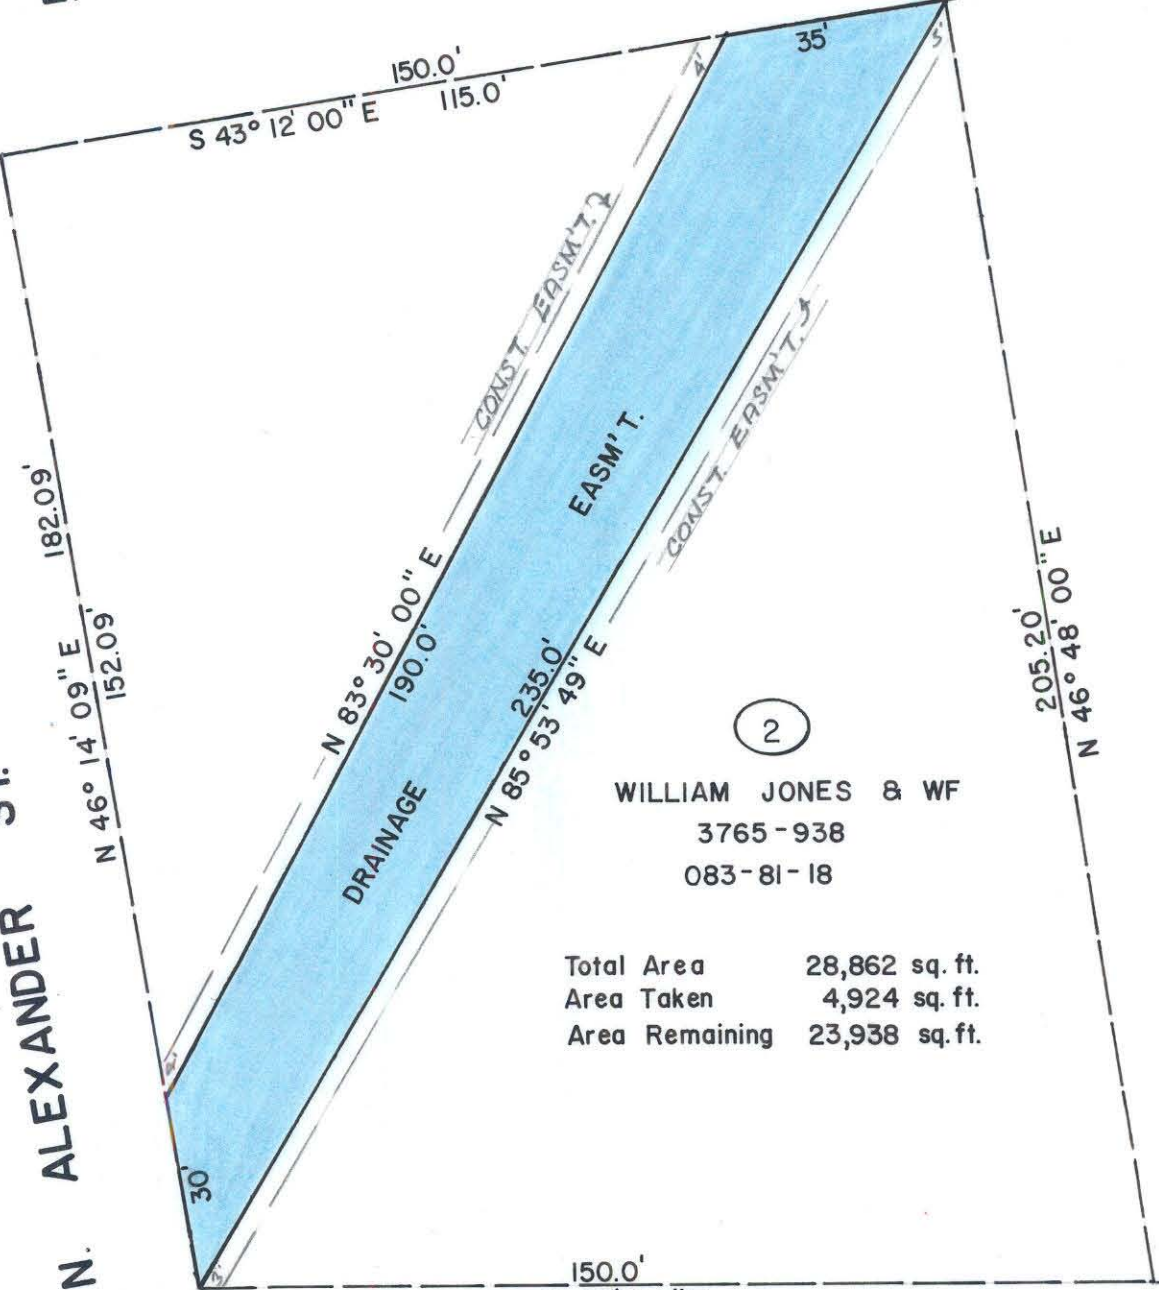 150.0'
S 43° 12' 00" E
115.0'
35'
4'
5'
CONST. EASM'T.
CONST. EASM'T.
EASM'T.
182.09'
N 46° 14' 09" E
152.09'
N 83° 30' 00" E
190.0'
235.0'
N 85° 53' 49" E
205.20'
N 46° 48' 00" E
DRAINAGE
2
WILLIAM JONES & WF
3765-938
083-81-18
Total Area 28,862 sq. ft.
Area Taken 4,924 sq. ft.
Area Remaining 23,938 sq. ft.
N. ALEXANDER ST.
30'
3'
150.0'